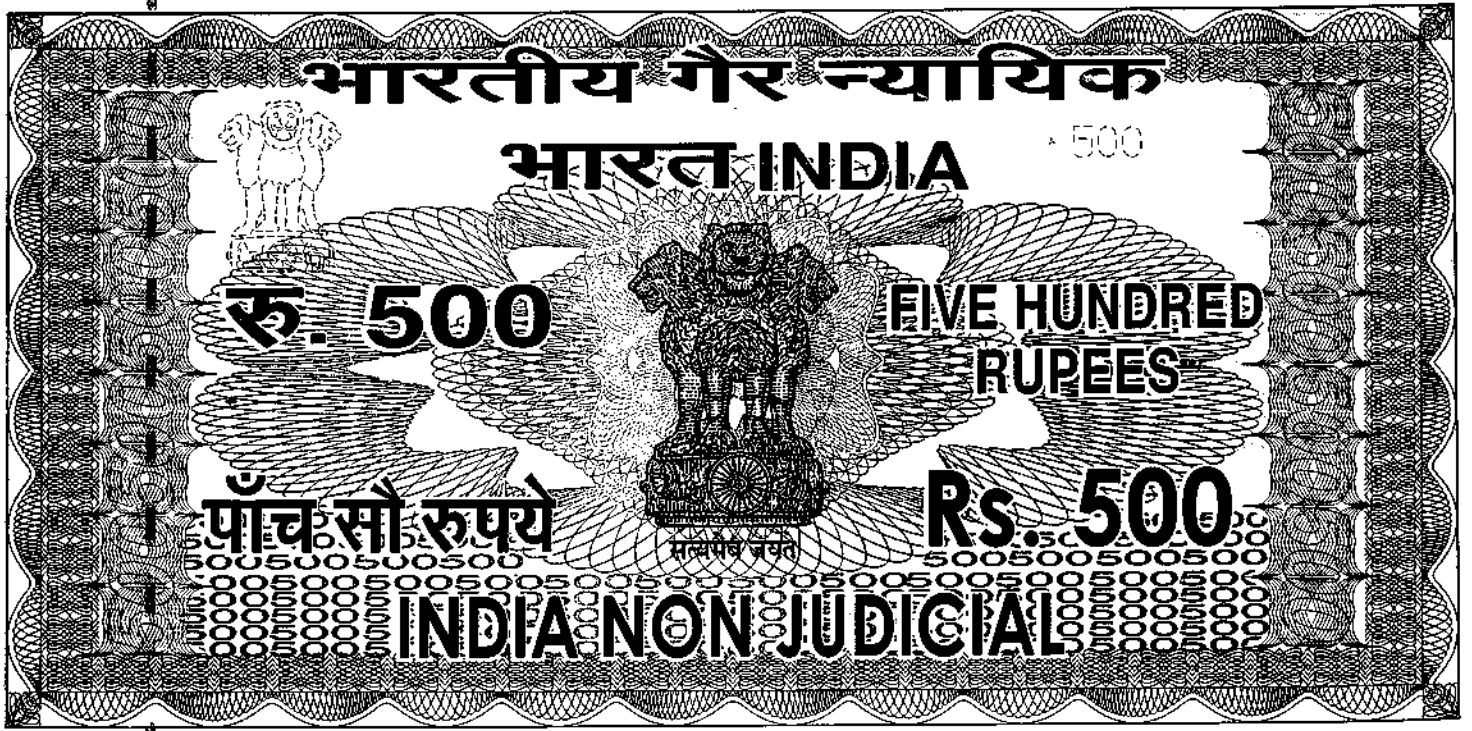 भारतीय गैर न्यायिक
भारत INDIA
500
रु. 500
FIVE HUNDRED
RUPEES
पाँच सौ रुपये
Rs. 500
सत्यमेव जयते
INDIA NON JUDICIAL